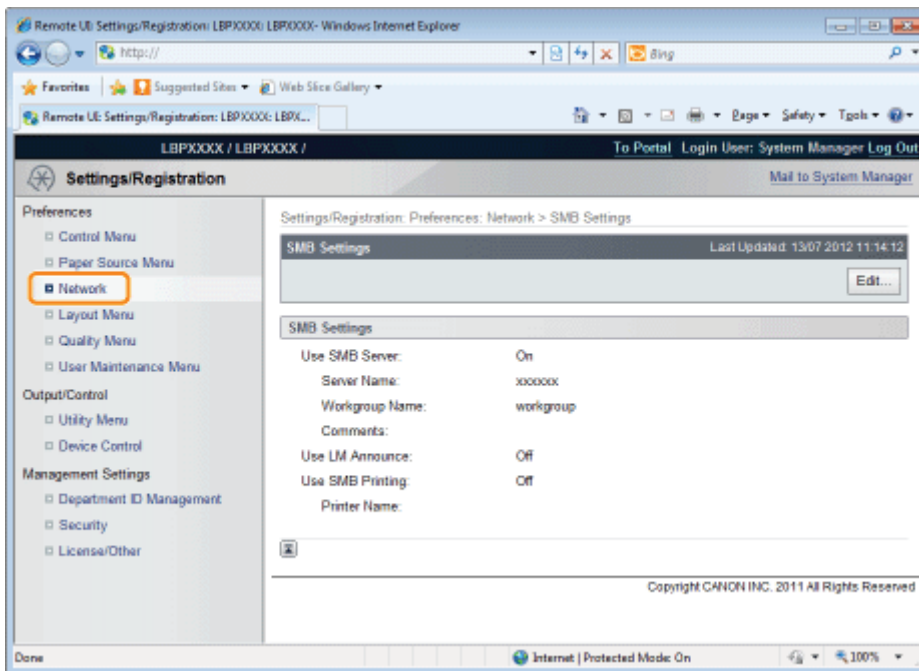 Remote UI: Settings/Registration: LBPXXXX: LBPXXXX- Windows Internet Explorer
http://
Bing
Favorites Suggested Sites Web Slice Gallery
Remote UI: Settings/Registration: LBPXXXX: LBPX... Page Safety Tools
LBPXXXX / LBPXXXX / To Portal Login User: System Manager Log Out
Settings/Registration Mail to System Manager
Preferences
Control Menu
Paper Source Menu
Network
Layout Menu
Quality Menu
User Maintenance Menu
Output/Control
Utility Menu
Device Control
Management Settings
Department ID Management
Security
License/Other
Settings/Registration: Preferences: Network > SMB Settings
SMB Settings Last Updated: 13/07 2012 11:14:12
Edit...
SMB Settings
Use SMB Server: On
Server Name: xxxxxx
Workgroup Name: workgroup
Comments:
Use LM Announce: Off
Use SMB Printing: Off
Printer Name:
Copyright CANON INC. 2011 All Rights Reserved
Done Internet | Protected Mode: On 100%